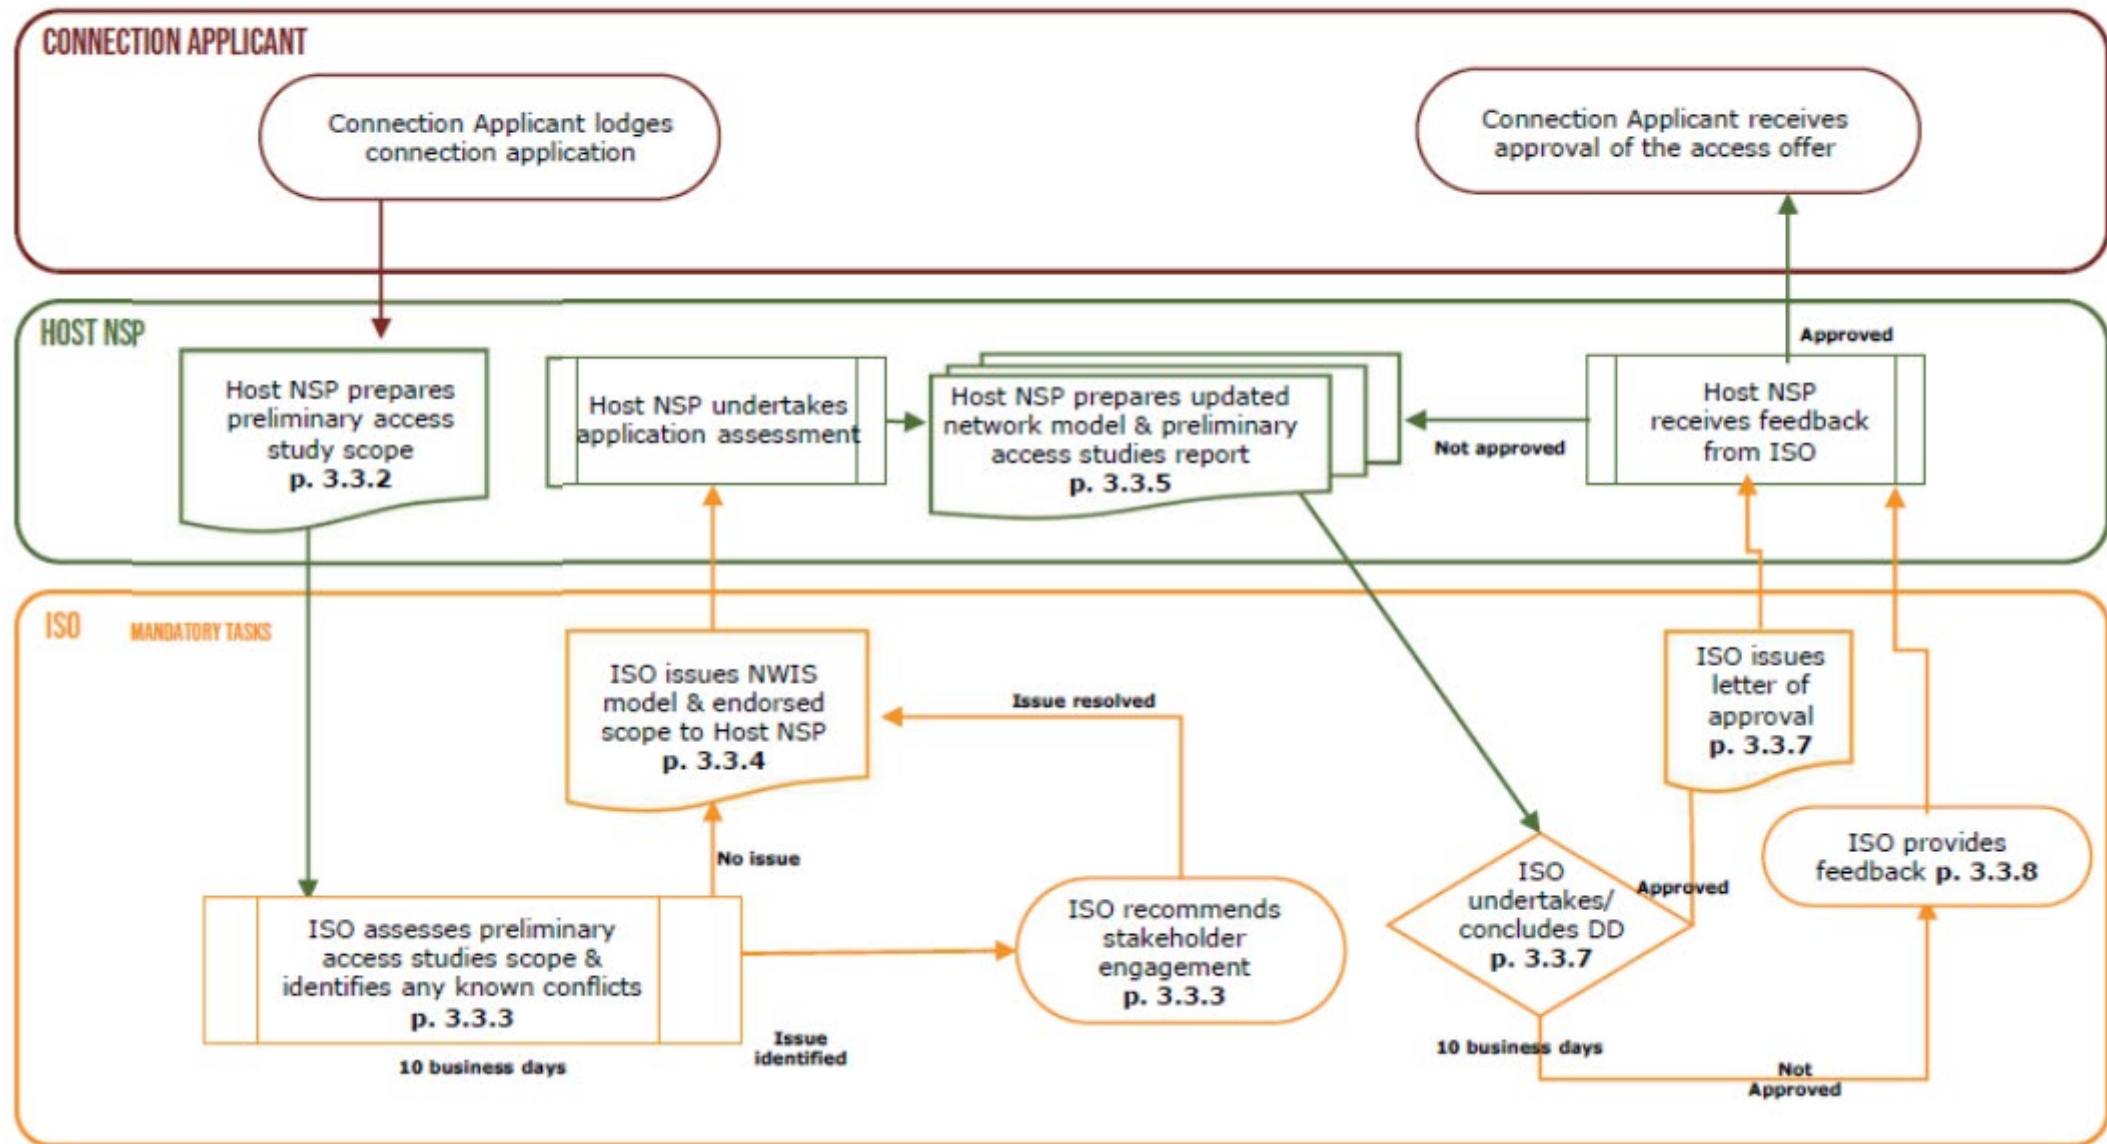 CONNECTION APPLICANT
Connection Applicant lodges
connection application
Connection Applicant receives
approval of the access offer
HOST NSP
Host NSP prepares
preliminary access
study scope
p. 3.3.2
Host NSP undertakes
application assessment
Host NSP prepares updated
network model & preliminary
access studies report
p. 3.3.5
Not approved
Approved
Host NSP
receives feedback
from ISO
ISO
MANDATORY TASKS
ISO issues NWIS
model & endorsed
scope to Host NSP
p. 3.3.4
Issue resolved
No issue
ISO assesses preliminary
access studies scope &
identifies any known conflicts
p. 3.3.3
10 business days
Issue
identified
ISO recommends
stakeholder
engagement
p. 3.3.3
ISO
undertakes/
concludes DD
p. 3.3.7
10 business days
Approved
ISO issues
letter of
approval
p. 3.3.7
ISO provides
feedback p. 3.3.8
Not
Approved